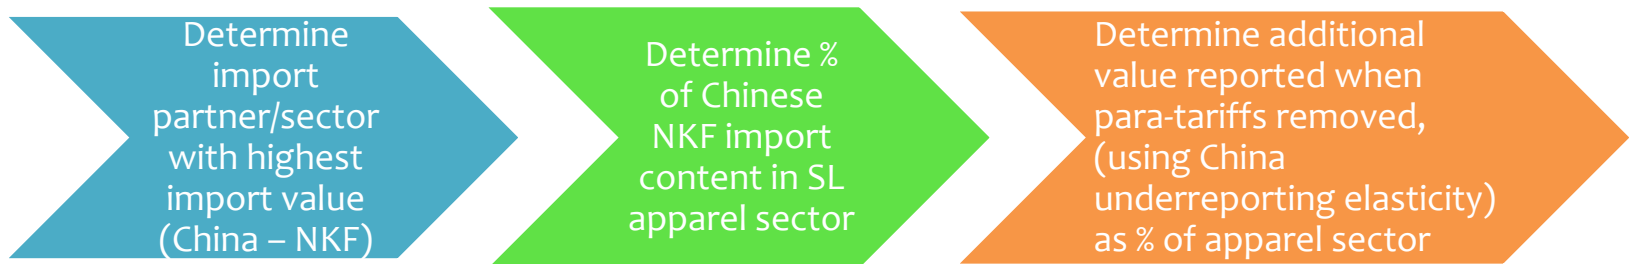 Determine
import
partner/sector
with highest
import value
(China – NKF)
Determine %
of Chinese
NKF import
content in SL
apparel sector
Determine additional
value reported when
para-tariffs removed,
(using China
underreporting elasticity)
as % of apparel sector